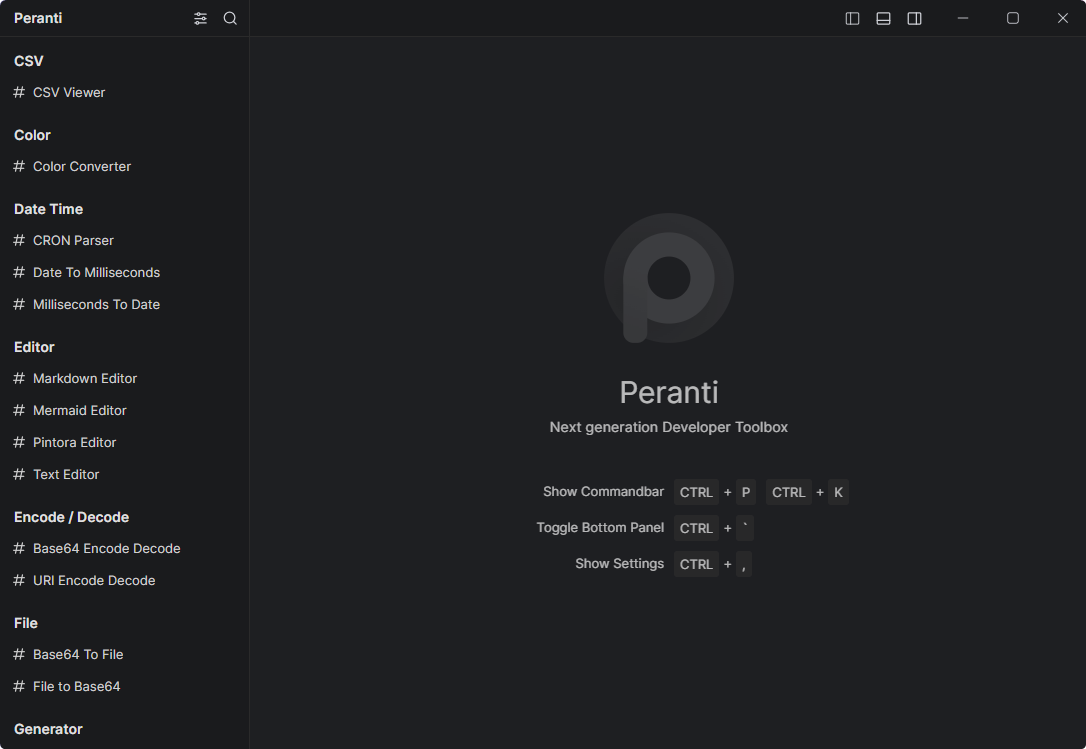 Peranti
CSV
# CSV Viewer
Color
# Color Converter
Date Time
# CRON Parser
# Date To Milliseconds
# Milliseconds To Date
Editor
# Markdown Editor
# Mermaid Editor
# Pintora Editor
# Text Editor
Encode / Decode
# Base64 Encode Decode
# URI Encode Decode
File
# Base64 To File
# File to Base64
Generator
Peranti
Next generation Developer Toolbox
Show Commandbar CTRL + P CTRL + K
Toggle Bottom Panel CTRL + `
Show Settings CTRL + ,